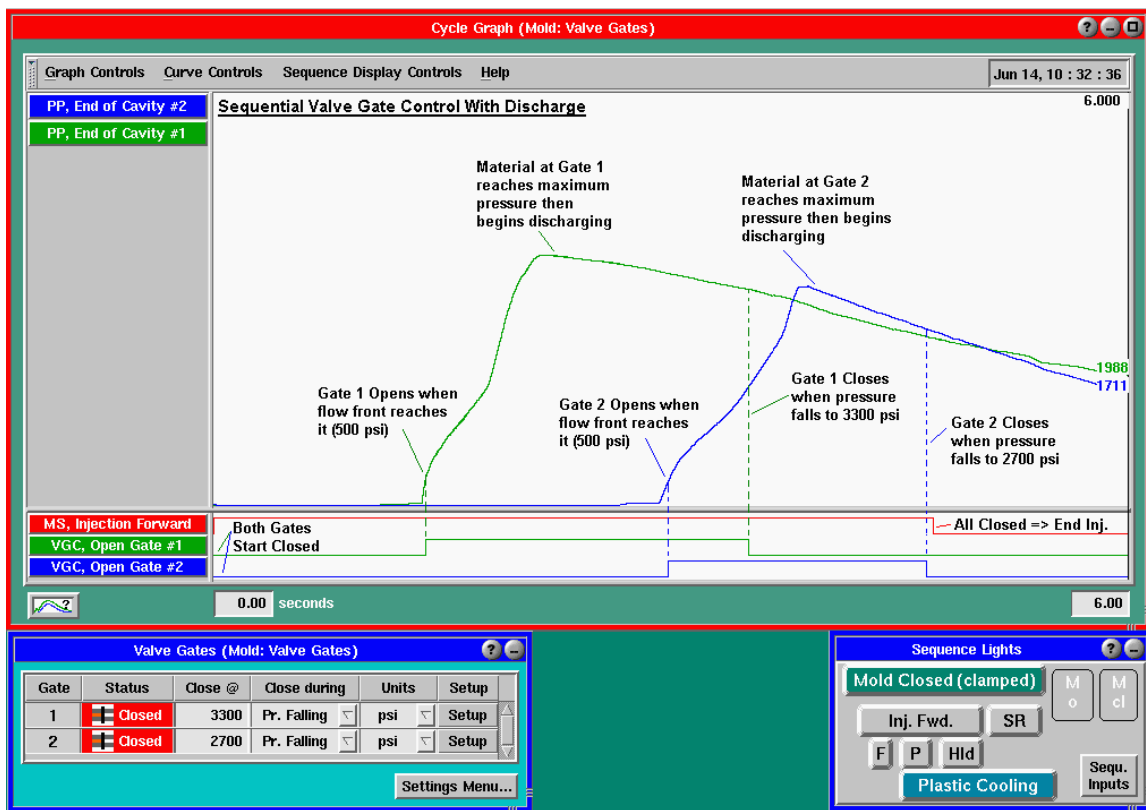 Cycle Graph (Mold: Valve Gates)
?
Graph Controls Curve Controls Sequence Display Controls Help
Jun 14, 10 : 32 : 36
PP, End of Cavity #2
PP, End of Cavity #1
Sequential Valve Gate Control With Discharge
6.000
Material at Gate 1
reaches maximum
pressure then
begins discharging
Material at Gate 2
reaches maximum
pressure then begins
discharging
Gate 1 Opens when
flow front reaches
it (500 psi)
Gate 2 Opens when
flow front reaches
it (500 psi)
Gate 1 Closes
when pressure
falls to 3300 psi
Gate 2 Closes
when pressure
falls to 2700 psi
1988
1711
MS, Injection Forward
VGC, Open Gate #1
VGC, Open Gate #2
Both Gates
Start Closed
All Closed => End Inj.
?
0.00 seconds
6.00
Valve Gates (Mold: Valve Gates)
?
Gate Status Close @ Close during Units Setup
1 Closed 3300 Pr. Falling psi Setup
2 Closed 2700 Pr. Falling psi Setup
Settings Menu...
Sequence Lights
?
Mold Closed (clamped)
M
o
M
cl
Inj. Fwd. SR
F P Hld
Plastic Cooling
Sequ.
Inputs